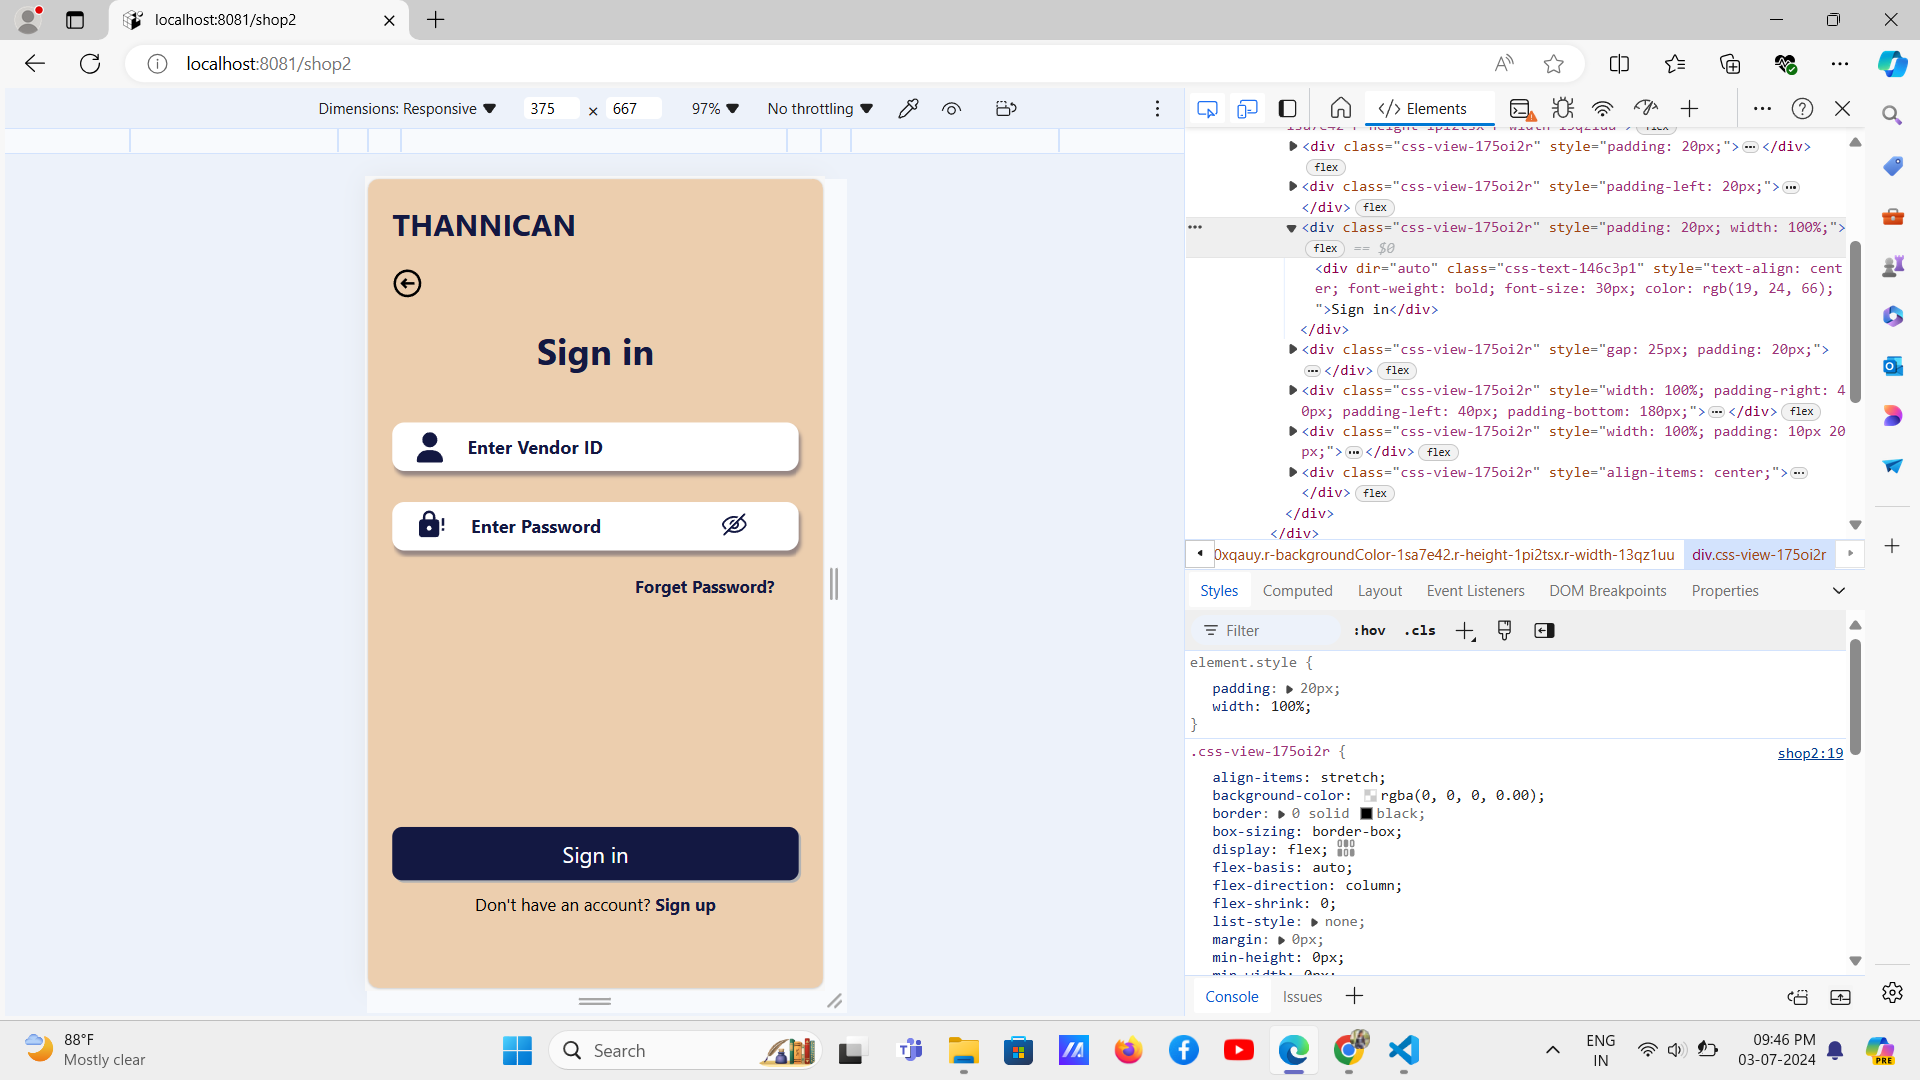 localhost:8081/shop2
localhost:8081/shop2
Dimensions: Responsive 375 × 667 97% No throttling
THANNICAN
Sign in
Enter Vendor ID
Enter Password
Forget Password?
Sign in
Don't have an account? Sign up
Elements
<div class="css-view-175oi2r" style="padding: 20px;"> </div>
flex
<div class="css-view-175oi2r" style="padding-left: 20px;">
</div> flex
<div class="css-view-175oi2r" style="padding: 20px; width: 100%;">
flex == $0
<div dir="auto" class="css-text-146c3p1" style="text-align: cent
er; font-weight: bold; font-size: 30px; color: rgb(19, 24, 66);
">Sign in</div>
</div>
<div class="css-view-175oi2r" style="gap: 25px; padding: 20px;">
</div> flex
<div class="css-view-175oi2r" style="width: 100%; padding-right: 4
0px; padding-left: 40px; padding-bottom: 180px;"> </div> flex
<div class="css-view-175oi2r" style="width: 100%; padding: 10px 20
px;"> </div> flex
<div class="css-view-175oi2r" style="align-items: center;">
</div> flex
</div>
</div>
0xqauy.r-backgroundColor-1sa7e42.r-height-1pi2tsx.r-width-13qz1uu div.css-view-175oi2r
Styles Computed Layout Event Listeners DOM Breakpoints Properties
Filter :hov .cls
element.style {
padding: 20px;
width: 100%;
}
.css-view-175oi2r { shop2:19
align-items: stretch;
background-color: rgba(0, 0, 0, 0.00);
border: 0 solid black;
box-sizing: border-box;
display: flex;
flex-basis: auto;
flex-direction: column;
flex-shrink: 0;
list-style: none;
margin: 0px;
min-height: 0px;
min-width: 0px;
Console Issues
88°F
Mostly clear
Search
ENG
IN
09:46 PM
03-07-2024
PRE